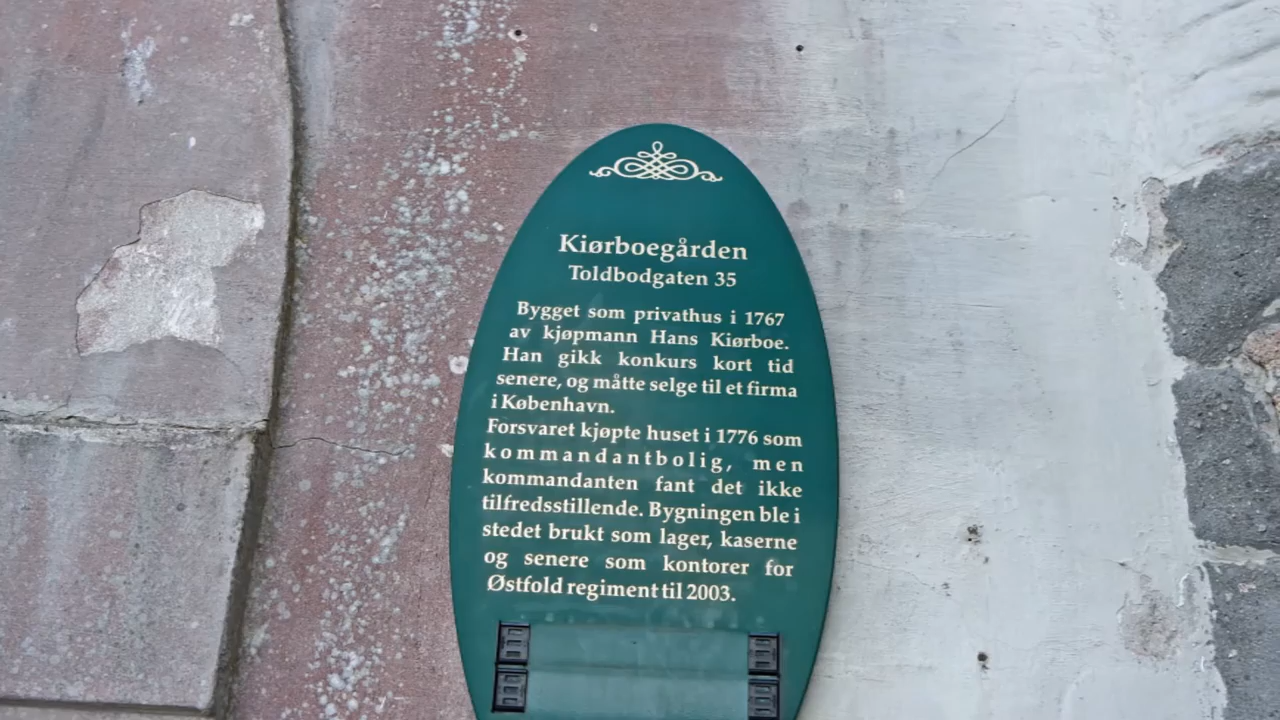 Kiørboegården
Toldbodgaten 35
Bygget som privathus i 1767
av kjøpmann Hans Kiørboe.
Han gikk konkurs kort tid
senere, og måtte selge til et firma
i København.
Forsvaret kjøpte huset i 1776 som
kommandantbolig, men
kommandanten fant det ikke
tilfredsstillende. Bygningen ble i
stedet brukt som lager, kaserne
og senere som kontorer for
Østfold regiment til 2003.